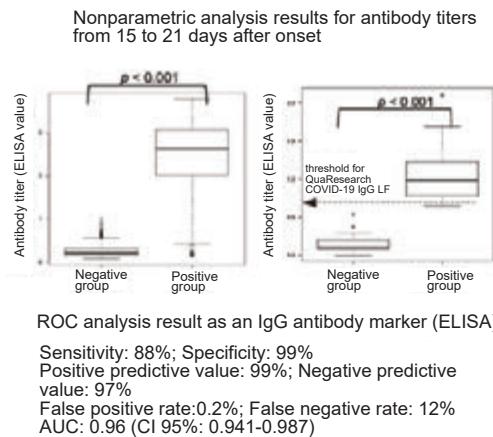 Nonparametric analysis results for antibody titers
from 15 to 21 days after onset
p < 0.001
Antibody titer (ELISA value)
Negative
group
Positive
group
p < 0.001
Antibody titer (ELISA value)
threshold for
QuaResearch
COVID-19 IgG LF
Negative
group
Positive
group
ROC analysis result as an IgG antibody marker (ELISA)
Sensitivity: 88%; Specificity: 99%
Positive predictive value: 99%; Negative predictive
value: 97%
False positive rate:0.2%; False negative rate: 12%
AUC: 0.96 (CI 95%: 0.941-0.987)